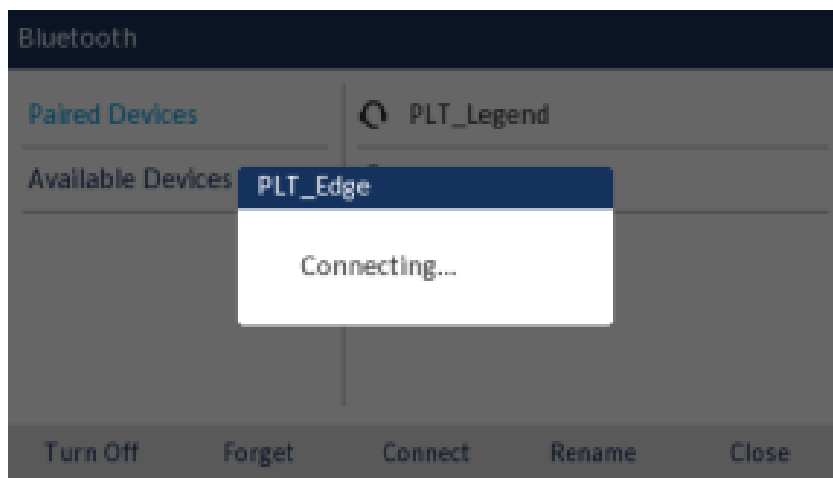 Bluetooth
Paired Devices
PLT_Legend
Available Devices
PLT_Edge
Connecting...
Turn Off Forget Connect Rename Close